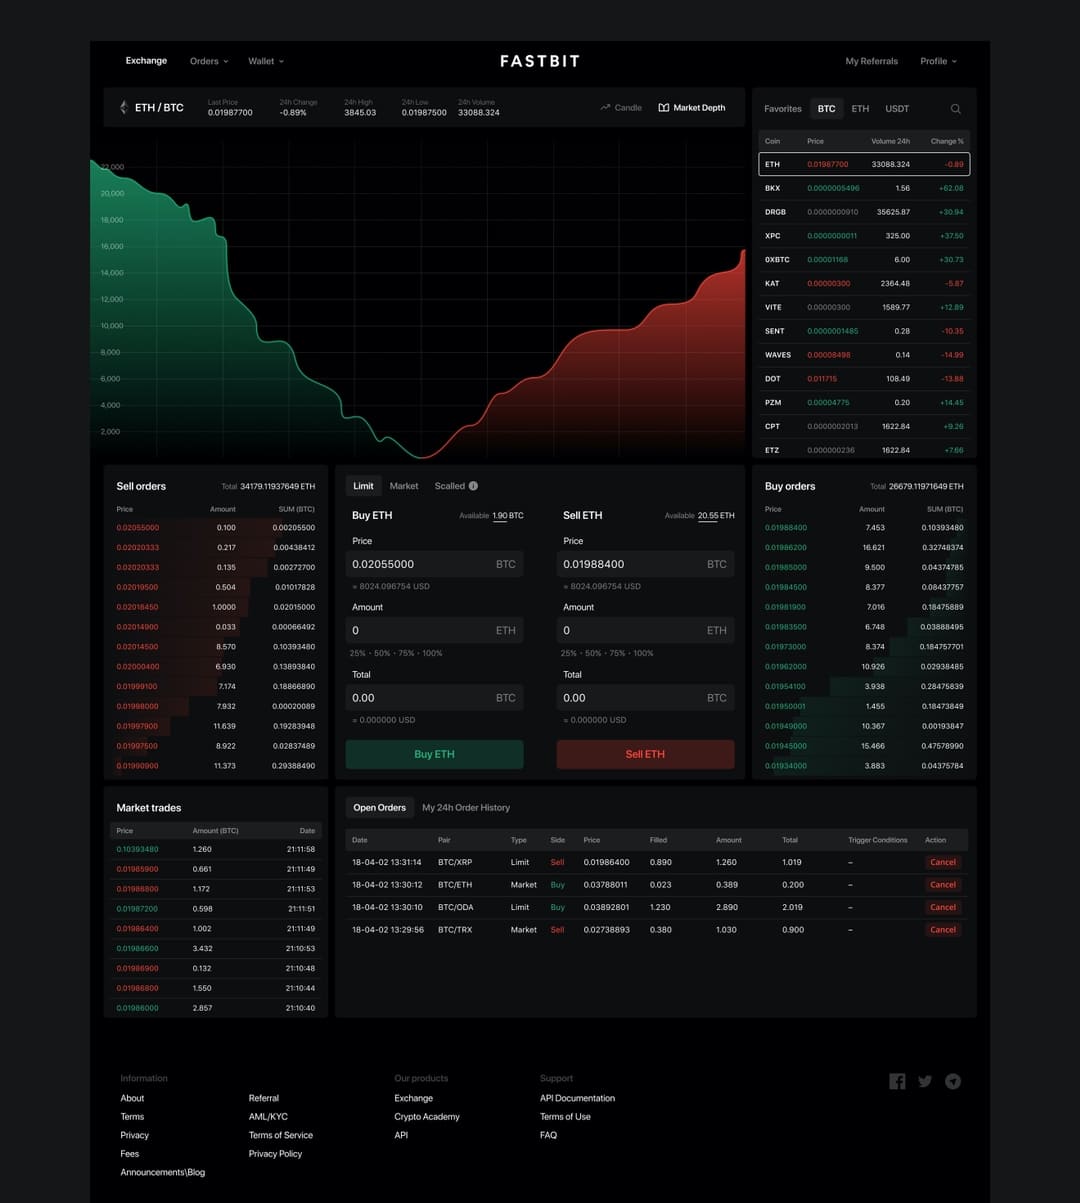 Exchange Orders Wallet FASTBIT My Referrals Profile
ETH / BTC
Last Price 24h Change 24h High 24h Low 24h Volume
0.01987700 -0.89% 3845.03 0.01987500 33088.324
Candle Market Depth
22,000
20,000
18,000
16,000
14,000
12,000
10,000
8,000
6,000
4,000
2,000
Favorites BTC ETH USDT
Coin Price Volume 24h Change %
ETH 0.01987700 33088.324 -0.89
BKX 0.0000005496 1.56 +62.08
DRGB 0.0000000910 35625.87 +30.94
XPC 0.0000000011 325.00 +37.50
0XBTC 0.00001168 6.00 +30.73
KAT 0.00000300 2364.48 -5.87
VITE 0.00000300 1589.77 +12.89
SENT 0.0000001485 0.28 -10.35
WAVES 0.00008498 0.14 -14.99
DOT 0.011715 108.49 -13.88
PZM 0.00004775 0.20 +14.45
CPT 0.0000002013 1622.84 +9.26
ETZ 0.000000236 1622.84 +7.66
Sell orders Total 34179.11937649 ETH
Price Amount SUM (BTC)
0.02055000 0.100 0.00205500
0.02020333 0.217 0.00438412
0.02020333 0.135 0.00272700
0.02019500 0.504 0.01017828
0.02018450 1.0000 0.02015000
0.02014900 0.033 0.00066492
0.02014500 8.570 0.10393480
0.02000400 6.930 0.13893840
0.01999100 7.174 0.18866890
0.01998000 7.932 0.00020089
0.01997900 11.639 0.19283948
0.01997500 8.922 0.02837489
0.01990900 11.373 0.29388490
Limit Market Scalled
Buy ETH Available 1.90 BTC
Price
0.02055000 BTC
≈ 8024.096754 USD
Amount
0 ETH
25% · 50% · 75% · 100%
Total
0.00 BTC
≈ 0.000000 USD
Buy ETH
Sell ETH Available 20.55 ETH
Price
0.01988400 BTC
≈ 8024.096754 USD
Amount
0 ETH
25% · 50% · 75% · 100%
Total
0.00 BTC
≈ 0.000000 USD
Sell ETH
Buy orders Total 26679.11971649 ETH
Price Amount SUM (BTC)
0.01988400 7.453 0.10393480
0.01986200 16.621 0.32748374
0.01985000 9.500 0.04374785
0.01984500 8.377 0.08437757
0.01981900 7.016 0.18475889
0.01983500 6.748 0.03888495
0.01973000 8.374 0.184757701
0.01962000 10.926 0.02938485
0.01954100 3.938 0.28475839
0.01950001 1.455 0.18473849
0.01949000 10.367 0.00193847
0.01945000 15.466 0.47578990
0.01934000 3.883 0.04375784
Market trades
Price Amount (BTC) Date
0.10393480 1.260 21:11:58
0.01985900 0.661 21:11:49
0.01988800 1.172 21:11:53
0.01987200 0.598 21:11:51
0.01986400 1.002 21:11:49
0.01986600 3.432 21:10:53
0.01986900 0.132 21:10:48
0.01986800 1.550 21:10:44
0.01986000 2.857 21:10:40
Open Orders My 24h Order History
Date Pair Type Side Price Filled Amount Total Trigger Conditions Action
18-04-02 13:31:14 BTC/XRP Limit Sell 0.01986400 0.890 1.260 1.019 – Cancel
18-04-02 13:30:12 BTC/ETH Market Buy 0.03788011 0.023 0.389 0.200 – Cancel
18-04-02 13:30:10 BTC/ODA Limit Buy 0.03892801 1.230 2.890 2.019 – Cancel
18-04-02 13:29:56 BTC/TRX Market Sell 0.02738893 0.380 1.030 0.900 – Cancel
Information
About
Terms
Privacy
Fees
Announcements\Blog
Referral
AML/KYC
Terms of Service
Privacy Policy
Our products
Exchange
Crypto Academy
API
Support
API Documentation
Terms of Use
FAQ